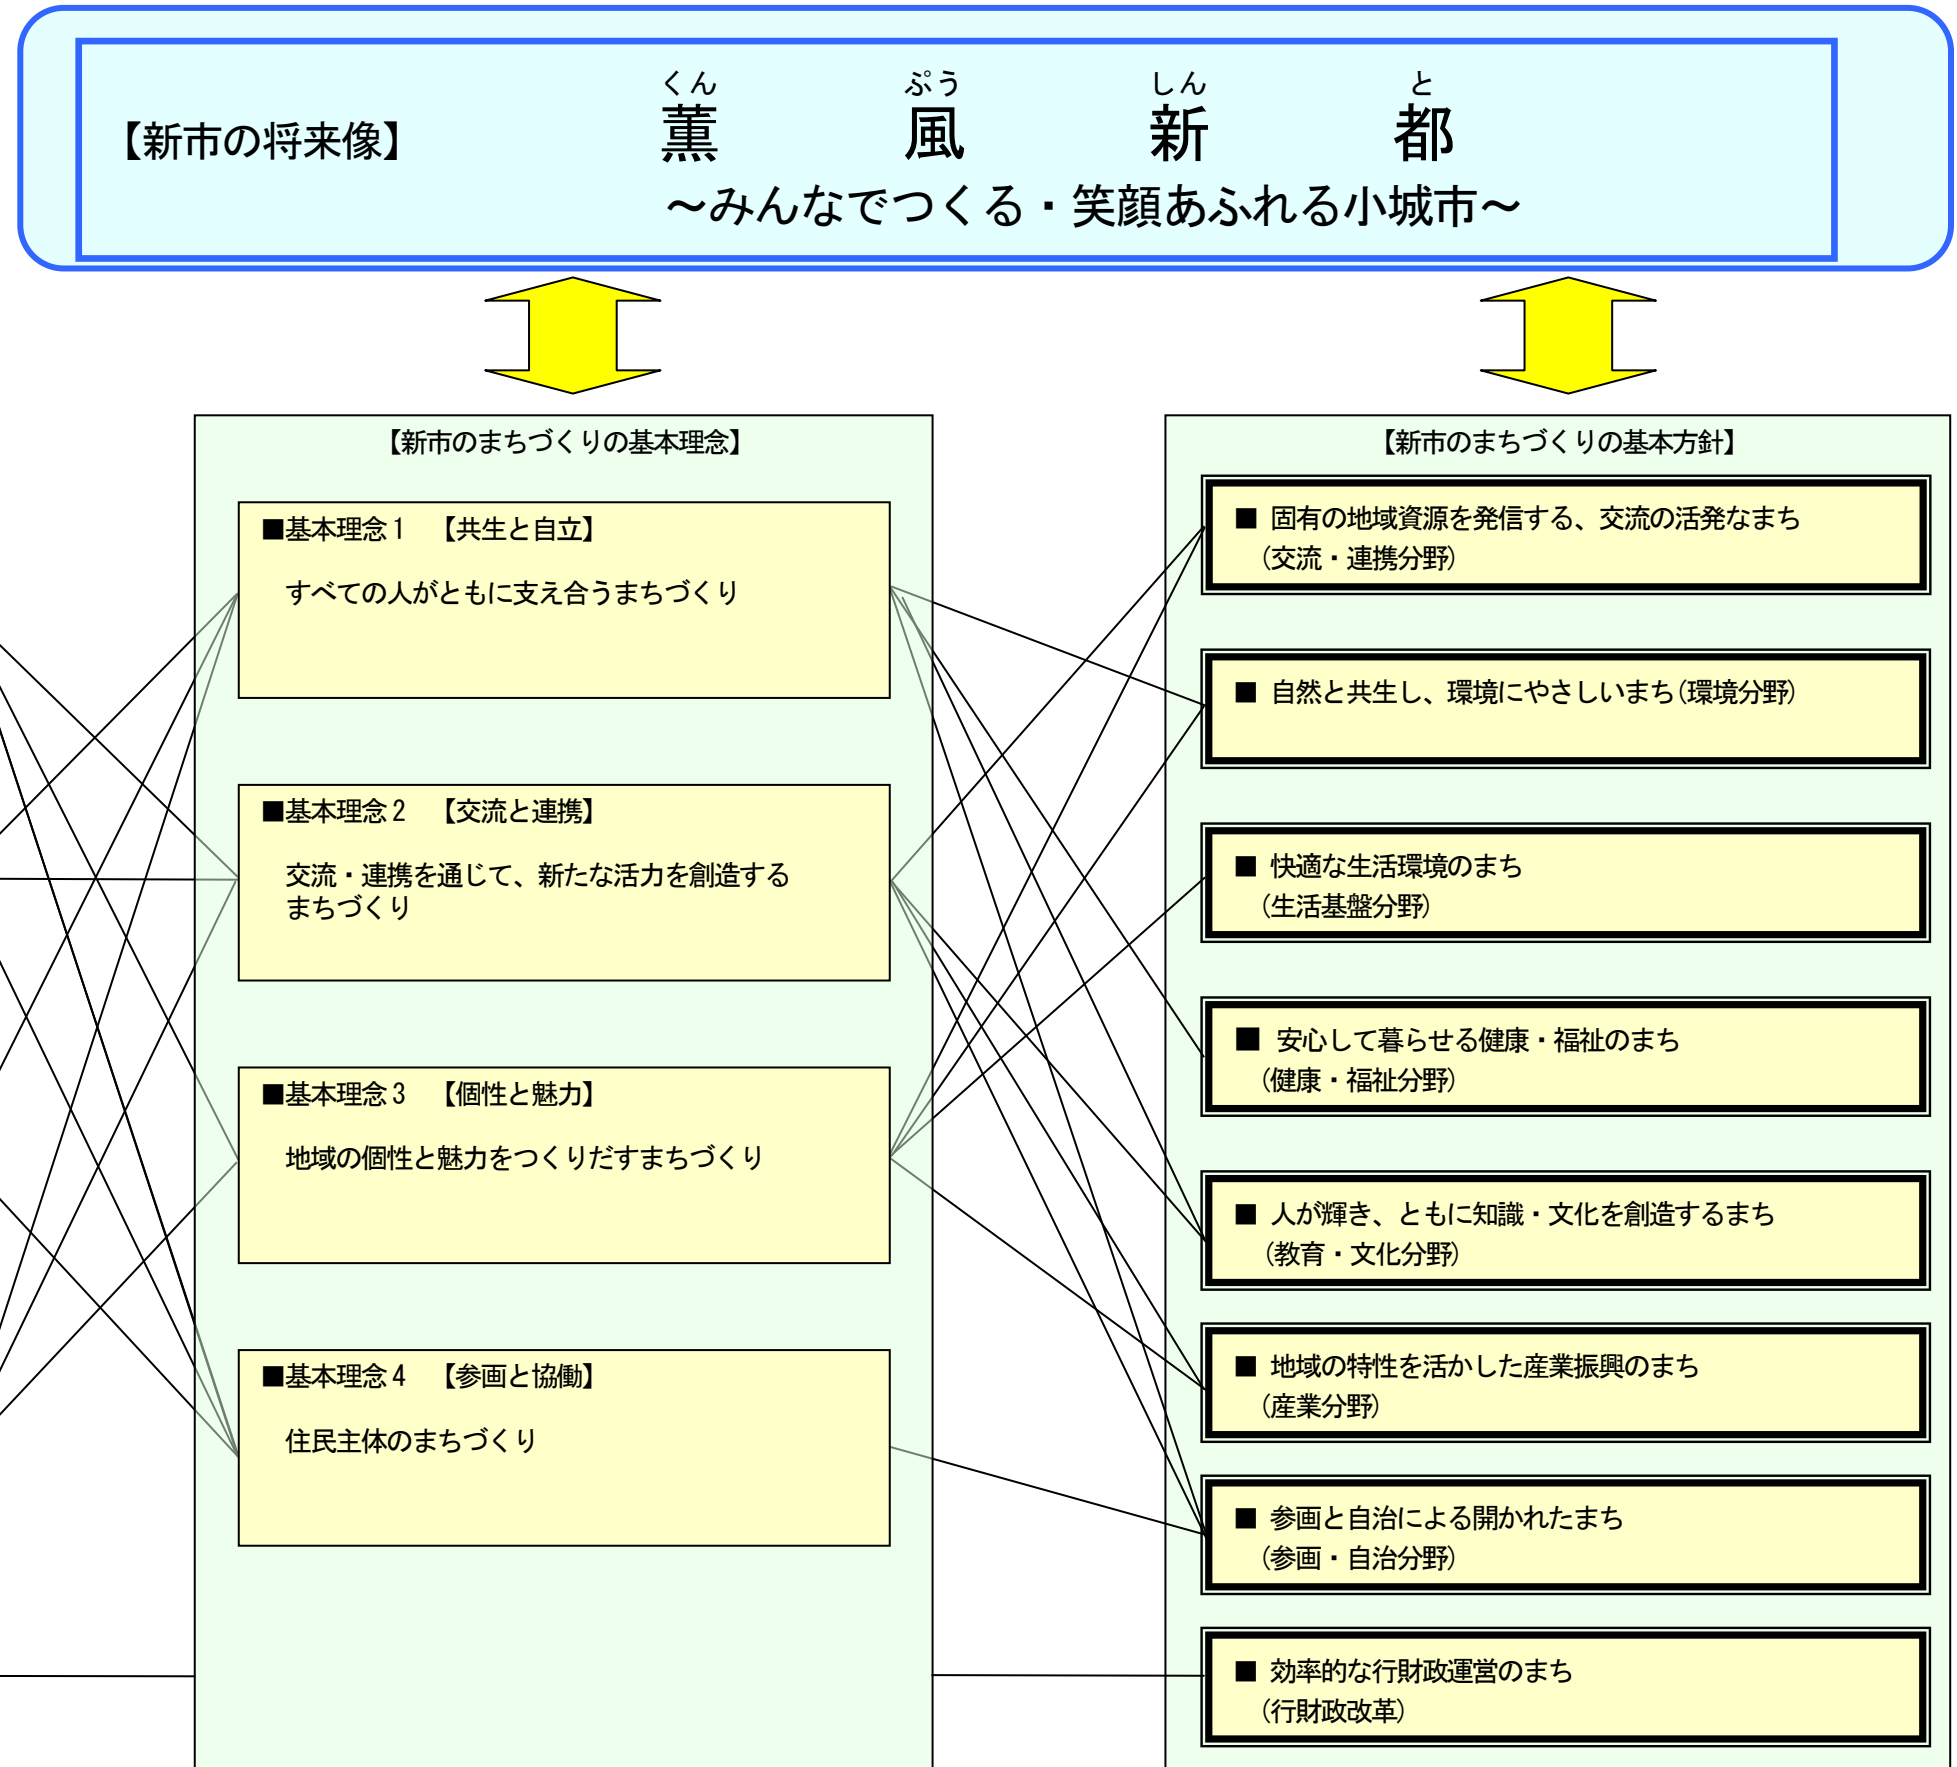 くん ぷう しん と
【新市の将来像】 薫 風 新 都
～みんなでつくる・笑顔あふれる小城市～
【新市のまちづくりの基本理念】
■基本理念1 【共生と自立】
すべての人がともに支え合うまちづくり
■基本理念2 【交流と連携】
交流・連携を通じて、新たな活力を創造する
まちづくり
■基本理念3 【個性と魅力】
地域の個性と魅力をつくりだすまちづくり
■基本理念4 【参画と協働】
住民主体のまちづくり
【新市のまちづくりの基本方針】
■ 固有の地域資源を発信する、交流の活発なまち
(交流・連携分野)
■ 自然と共生し、環境にやさしいまち(環境分野)
■ 快適な生活環境のまち
(生活基盤分野)
■ 安心して暮らせる健康・福祉のまち
(健康・福祉分野)
■ 人が輝き、ともに知識・文化を創造するまち
(教育・文化分野)
■ 地域の特性を活かした産業振興のまち
(産業分野)
■ 参画と自治による開かれたまち
(参画・自治分野)
■ 効率的な行財政運営のまち
(行財政改革)